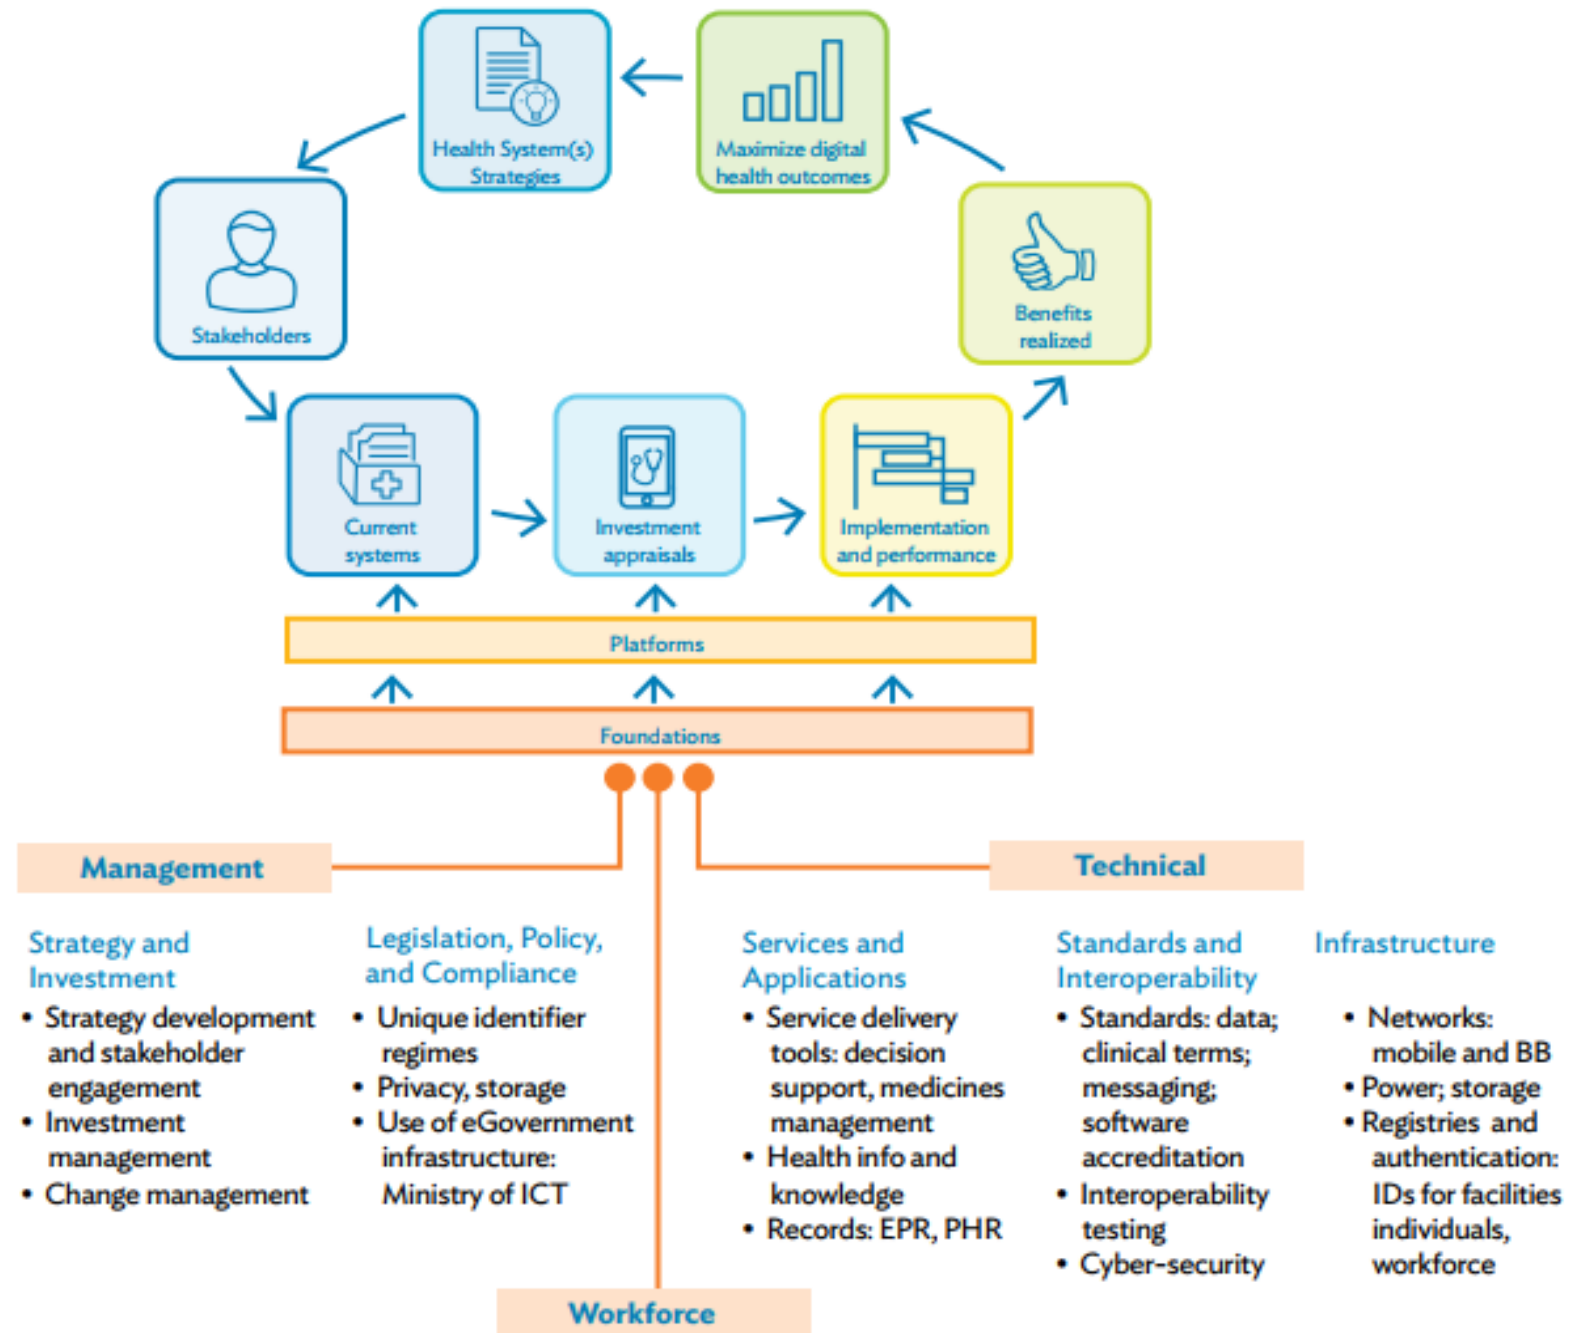 Health System(s)
Strategies
Maximize digital
health outcomes
Stakeholders
Benefits
realized
Current
systems
Investment
appraisals
Implementation
and performance
Platforms
Foundations
Management
Technical
Strategy and
Investment
• Strategy development
and stakeholder
engagement
• Investment
management
• Change management
Legislation, Policy,
and Compliance
• Unique identifier
regimes
• Privacy, storage
• Use of eGovernment
infrastructure:
Ministry of ICT
Services and
Applications
• Service delivery
tools: decision
support, medicines
management
• Health info and
knowledge
• Records: EPR, PHR
Standards and
Interoperability
• Standards: data;
clinical terms;
messaging;
software
accreditation
• Interoperability
testing
• Cyber-security
Infrastructure
• Networks:
mobile and BB
• Power; storage
• Registries and
authentication:
IDs for facilities
individuals,
workforce
Workforce